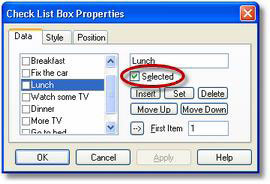 Check List Box Properties
Data
Style
Position
Breakfast
Fix the car
Lunch
Watch some TV
Dinner
More TV
Go to bed
Lunch
Selected
Insert
Set
Delete
Move Up
Move Down
-->
First Item
1
OK
Cancel
Apply
Help